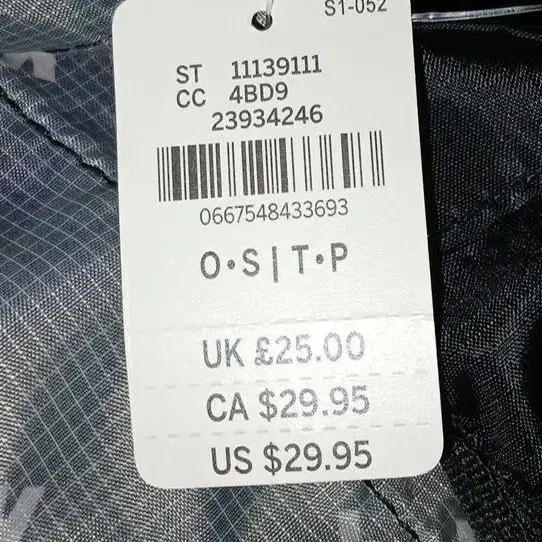 S1-052
ST 11139111
CC 4BD9
23934246
0667548433693
O•S|T•P
UK £25.00
CA $29.95
US $29.95